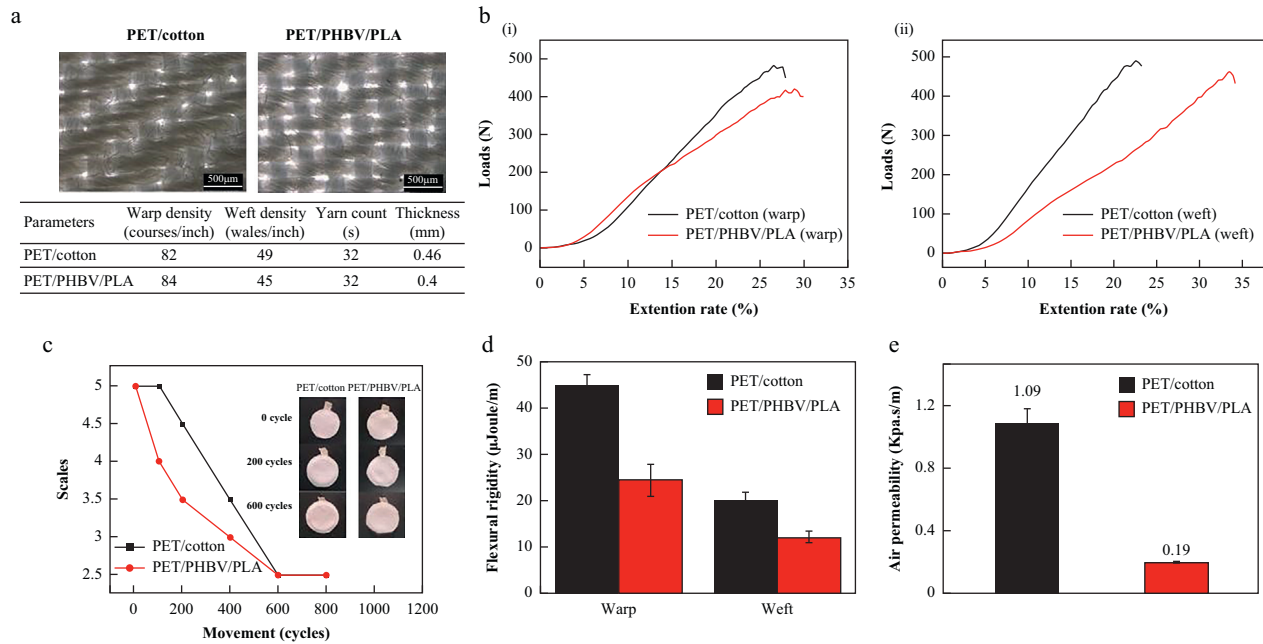 a
PET/cotton
PET/PHBV/PLA
500μm
500μm
Parameters
Warp density (courses/inch)
Weft density (wales/inch)
Yarn count (s)
Thickness (mm)
PET/cotton 82 49 32 0.46
PET/PHBV/PLA 84 45 32 0.4
b
(i)
Loads (N)
500
400
300
200
100
0
PET/cotton (warp)
PET/PHBV/PLA (warp)
0 5 10 15 20 25 30 35
Extention rate (%)
(ii)
Loads (N)
500
400
300
200
100
0
PET/cotton (weft)
PET/PHBV/PLA (weft)
0 5 10 15 20 25 30 35
Extention rate (%)
c
Scales
5
4.5
4
3.5
3
2.5
PET/cotton PET/PHBV/PLA
0 cycle
200 cycles
600 cycles
PET/cotton
PET/PHBV/PLA
0 200 400 600 800 1000 1200
Movement (cycles)
d
Flexural rigidity (μJoule/m)
50
40
30
20
10
0
PET/cotton
PET/PHBV/PLA
Warp Weft
e
Air permeability (Kpa.s/m)
1.2
0.8
0.4
0
1.09
0.19
PET/cotton
PET/PHBV/PLA